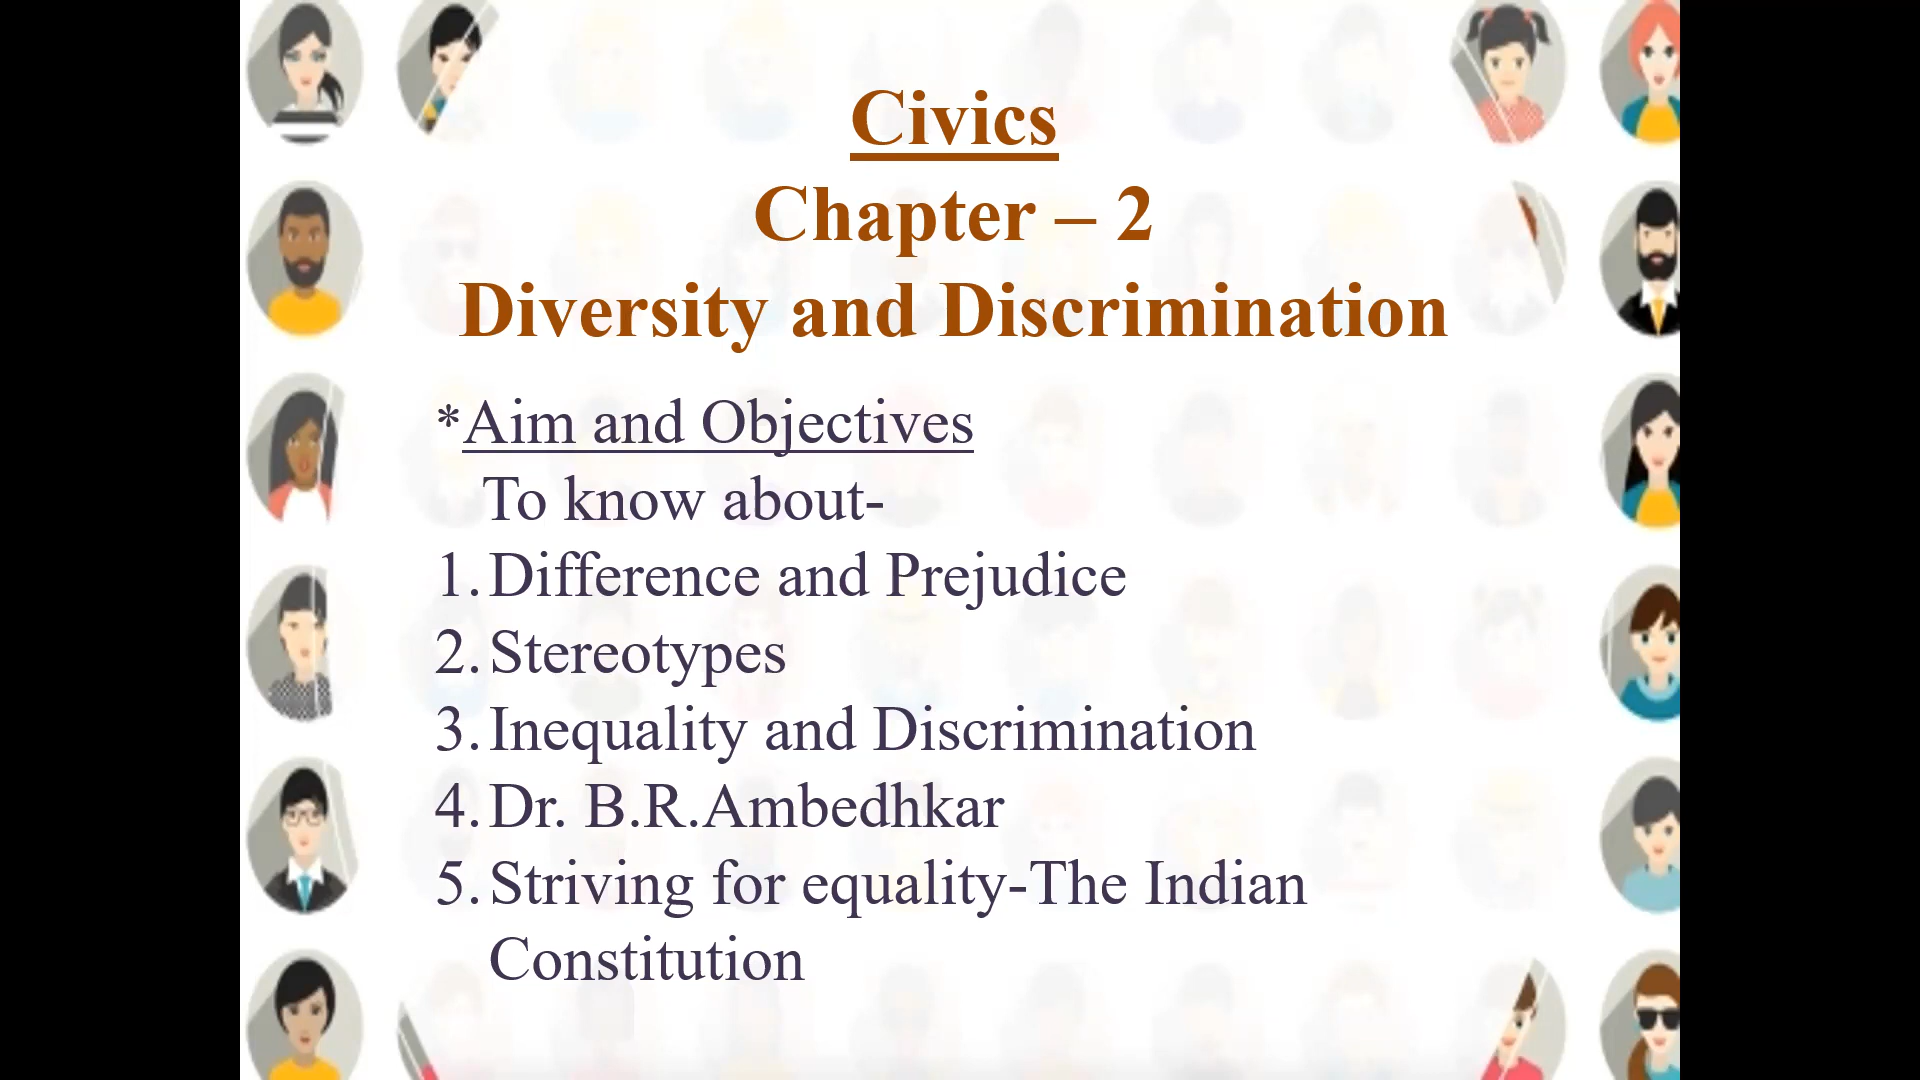 Civics
Chapter – 2
Diversity and Discrimination
*Aim and Objectives
To know about-
1. Difference and Prejudice
2. Stereotypes
3. Inequality and Discrimination
4. Dr. B.R.Ambedhkar
5. Striving for equality-The Indian
Constitution